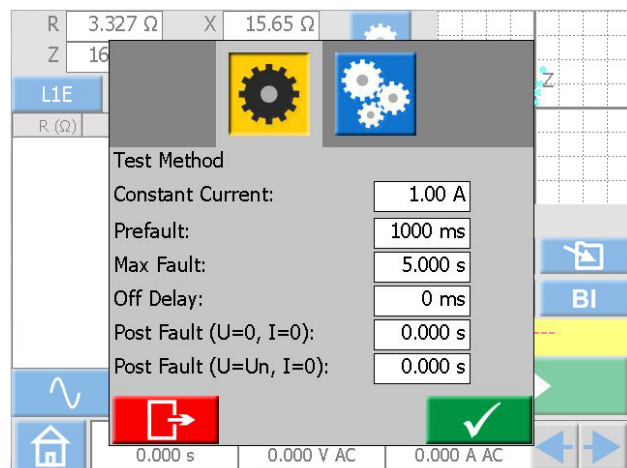 R 3.327 Ω X 15.65 Ω
Z 16
Z
L1E
R (Ω)
Test Method
Constant Current: 1.00 A
Prefault: 1000 ms
Max Fault: 5.000 s
Off Delay: 0 ms
BI
Post Fault (U=0, I=0): 0.000 s
Post Fault (U=Un, I=0): 0.000 s
0.000 s 0.000 V AC 0.000 A AC